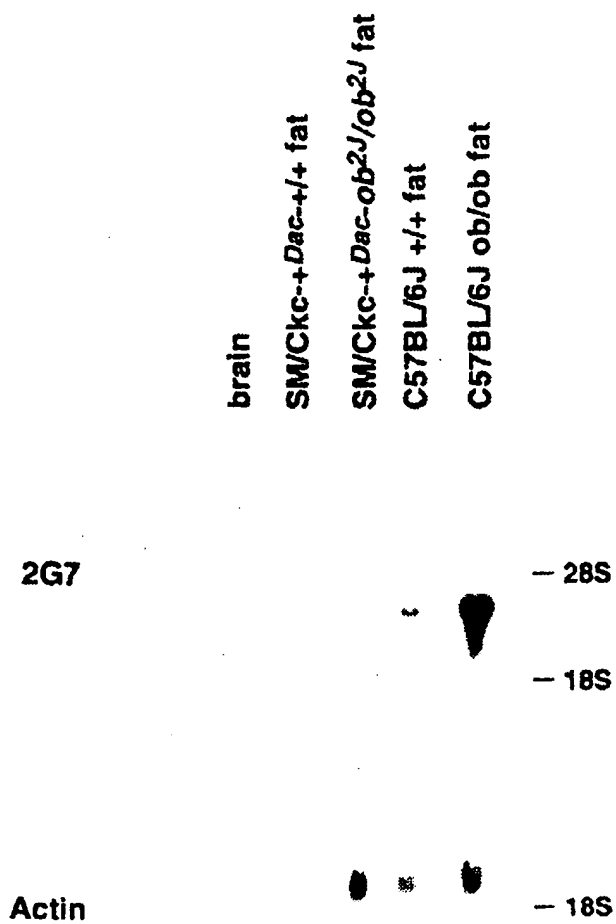 brain
SM/Ckc-+Dac-+/+ fat
SM/Ckc-+Dac-ob2J/ob2J fat
C57BL/6J +/+ fat
C57BL/6J ob/ob fat
2G7
– 28S
– 18S
Actin
– 18S